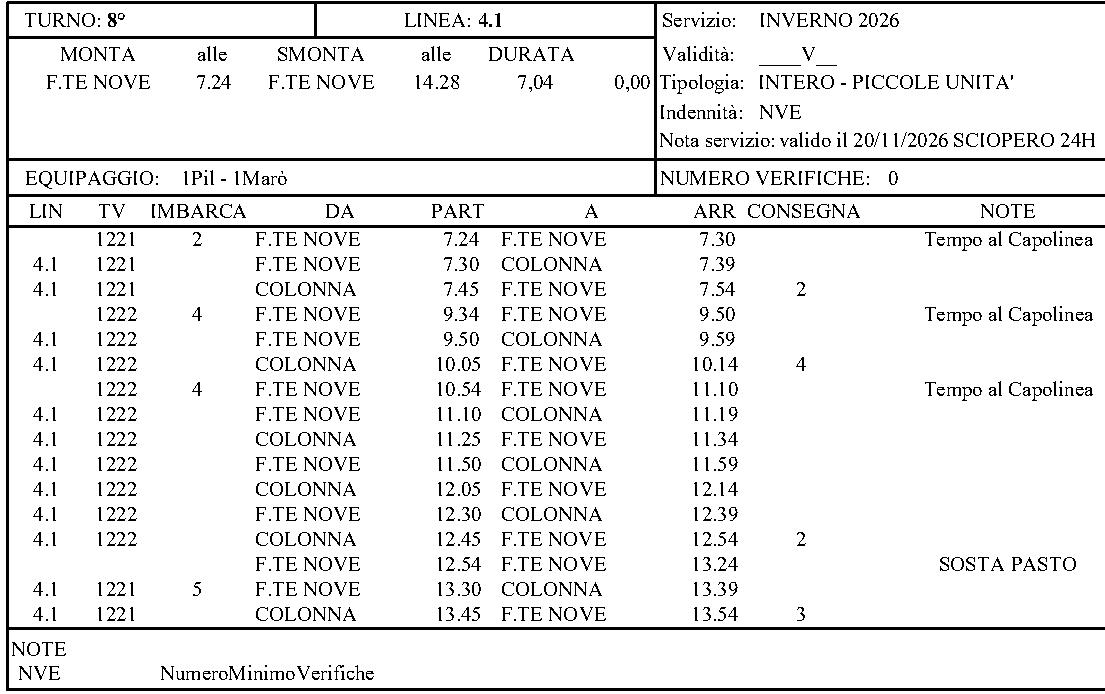 TURNO: 8° LINEA: 4.1 Servizio: INVERNO 2026
MONTA alle SMONTA alle DURATA Validità: ____V__
F.TE NOVE 7.24 F.TE NOVE 14.28 7,04 0,00 Tipologia: INTERO - PICCOLE UNITA'
Indennità: NVE
Nota servizio: valido il 20/11/2026 SCIOPERO 24H
EQUIPAGGIO: 1Pil - 1Marò NUMERO VERIFICHE: 0
LIN TV IMBARCA DA PART A ARR CONSEGNA NOTE
1221 2 F.TE NOVE 7.24 F.TE NOVE 7.30 Tempo al Capolinea
4.1 1221 F.TE NOVE 7.30 COLONNA 7.39
4.1 1221 COLONNA 7.45 F.TE NOVE 7.54 2
1222 4 F.TE NOVE 9.34 F.TE NOVE 9.50 Tempo al Capolinea
4.1 1222 F.TE NOVE 9.50 COLONNA 9.59
4.1 1222 COLONNA 10.05 F.TE NOVE 10.14 4
1222 4 F.TE NOVE 10.54 F.TE NOVE 11.10 Tempo al Capolinea
4.1 1222 F.TE NOVE 11.10 COLONNA 11.19
4.1 1222 COLONNA 11.25 F.TE NOVE 11.34
4.1 1222 F.TE NOVE 11.50 COLONNA 11.59
4.1 1222 COLONNA 12.05 F.TE NOVE 12.14
4.1 1222 F.TE NOVE 12.30 COLONNA 12.39
4.1 1222 COLONNA 12.45 F.TE NOVE 12.54 2
F.TE NOVE 12.54 F.TE NOVE 13.24 SOSTA PASTO
4.1 1221 5 F.TE NOVE 13.30 COLONNA 13.39
4.1 1221 COLONNA 13.45 F.TE NOVE 13.54 3
NOTE
NVE NumeroMinimoVerifiche